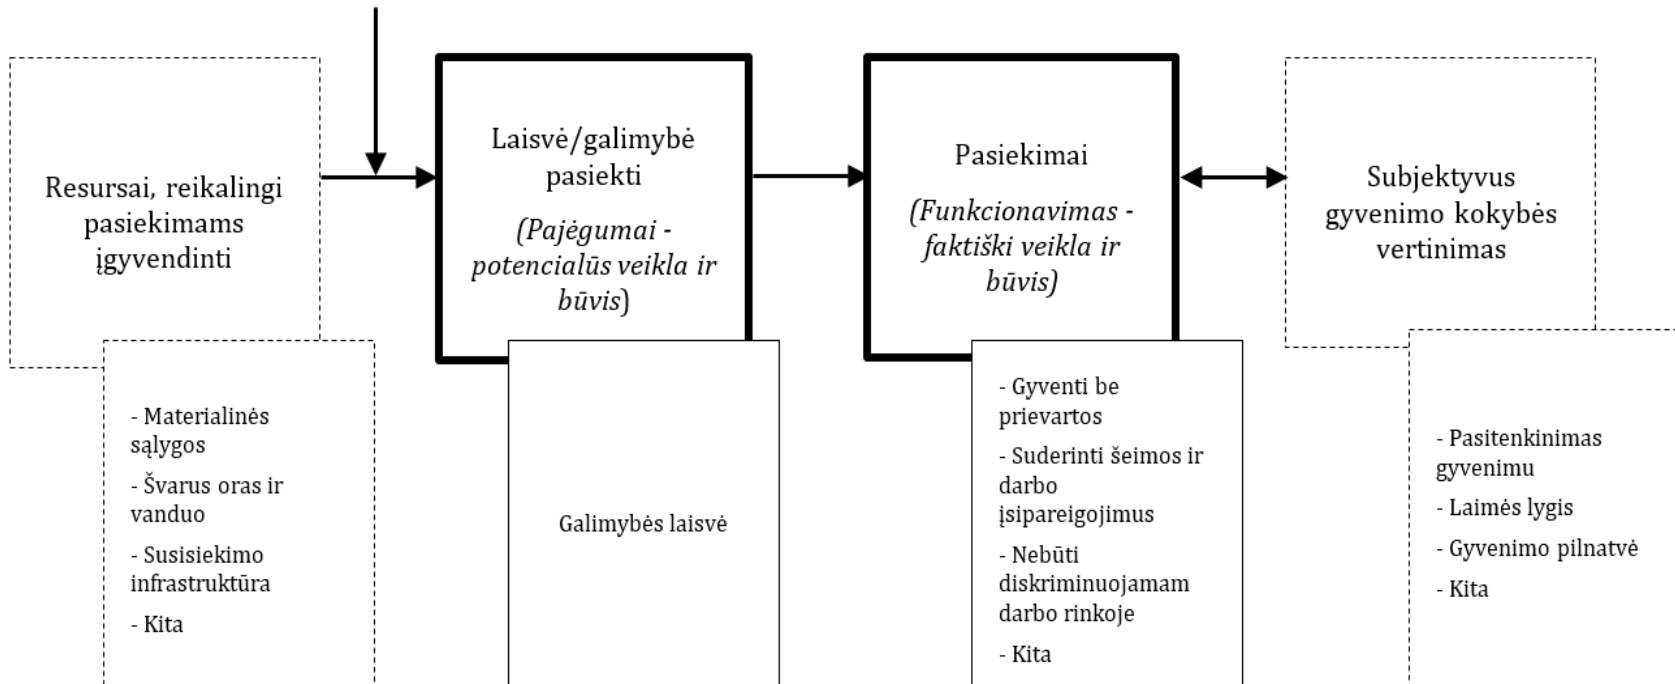 Resursai, reikalingi
pasiekimams
įgyvendinti
- Materialinės
sąlygos
- Švarus oras ir
vanduo
- Susisiekimo
infrastruktūra
- Kita
Laisvė/galimybė
pasiekti
(Pajėgumai -
potencialūs veikla ir
būvis)
Galimybės laisvė
Pasiekimai
(Funkcionavimas -
faktiški veikla ir
būvis)
- Gyventi be
prievartos
- Suderinti šeimos ir
darbo
įsipareigojimus
- Nebūti
diskriminuojamam
darbo rinkoje
- Kita
Subjektyvus
gyvenimo kokybės
vertinimas
- Pasitenkinimas
gyvenimu
- Laimės lygis
- Gyvenimo pilnatvė
- Kita